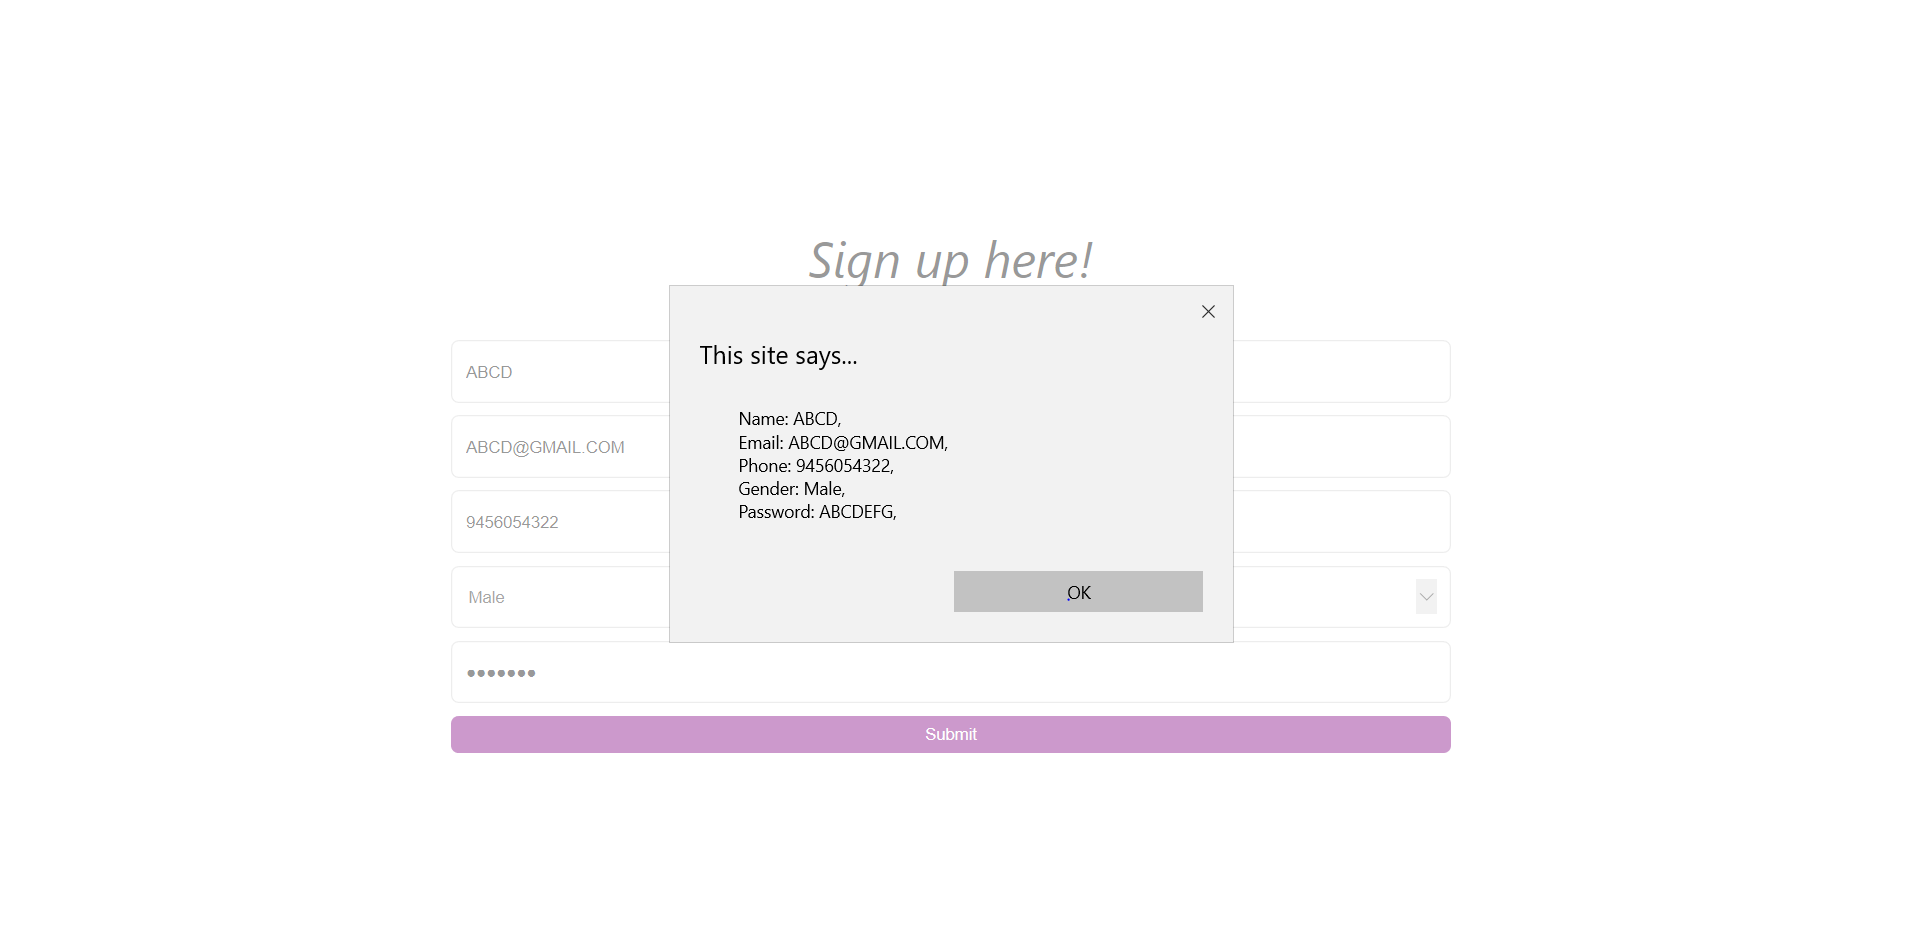 Sign up here!
This site says...
Name: ABCD,
Email: ABCD@GMAIL.COM,
Phone: 9456054322,
Gender: Male,
Password: ABCDEFG,
OK
ABCD
ABCD@GMAIL.COM
9456054322
Male
•••••••
Submit